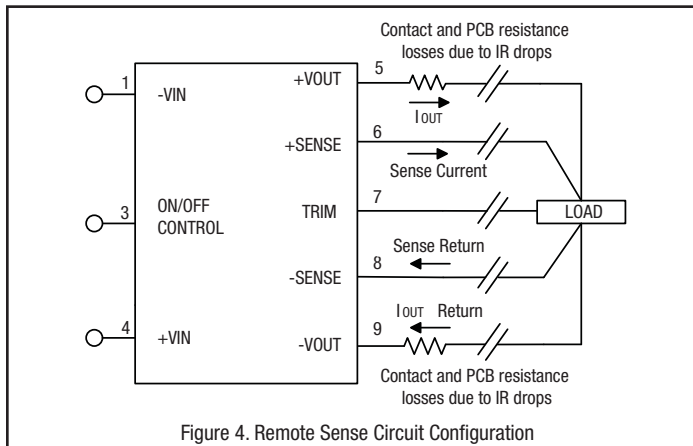 Contact and PCB resistance
losses due to IR drops
5
+VOUT
1
-VIN
IOUT
6
+SENSE
Sense Current
7
3
ON/OFF
CONTROL
TRIM
LOAD
Sense Return
8
-SENSE
IOUT Return
4
+VIN
9
-VOUT
Contact and PCB resistance
losses due to IR drops
Figure 4. Remote Sense Circuit Configuration